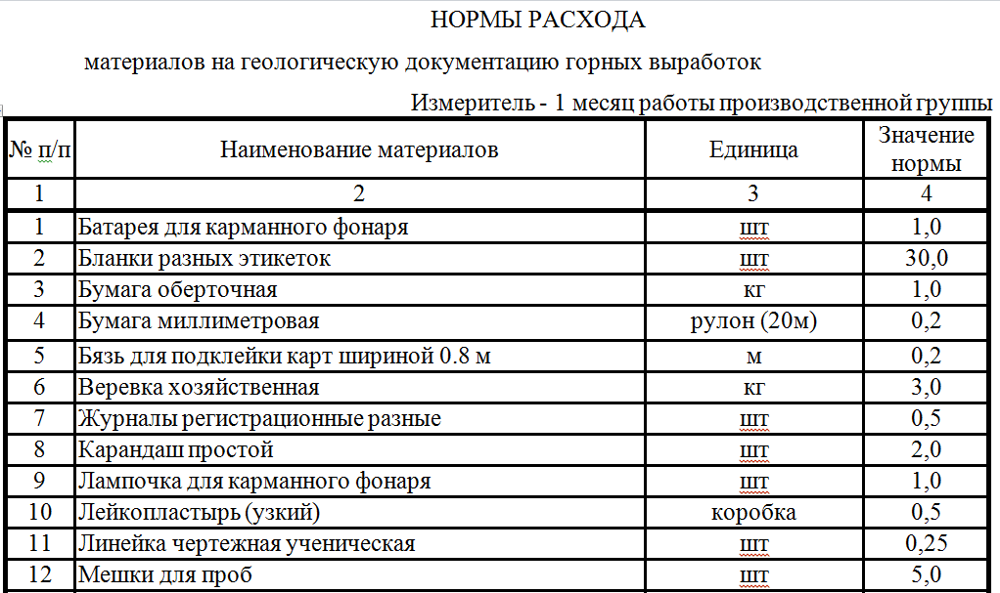 НОРМЫ РАСХОДА
материалов на геологическую документацию горных выработок
Измеритель - 1 месяц работы производственной группы
№ п/п Наименование материалов Единица Значение нормы
1 2 3 4
1 Батарея для карманного фонаря шт 1,0
2 Бланки разных этикеток шт 30,0
3 Бумага оберточная кг 1,0
4 Бумага миллиметровая рулон (20м) 0,2
5 Бязь для подклейки карт шириной 0.8 м м 0,2
6 Веревка хозяйственная кг 3,0
7 Журналы регистрационные разные шт 0,5
8 Карандаш простой шт 2,0
9 Лампочка для карманного фонаря шт 1,0
10 Лейкопластырь (узкий) коробка 0,5
11 Линейка чертежная ученическая шт 0,25
12 Мешки для проб шт 5,0